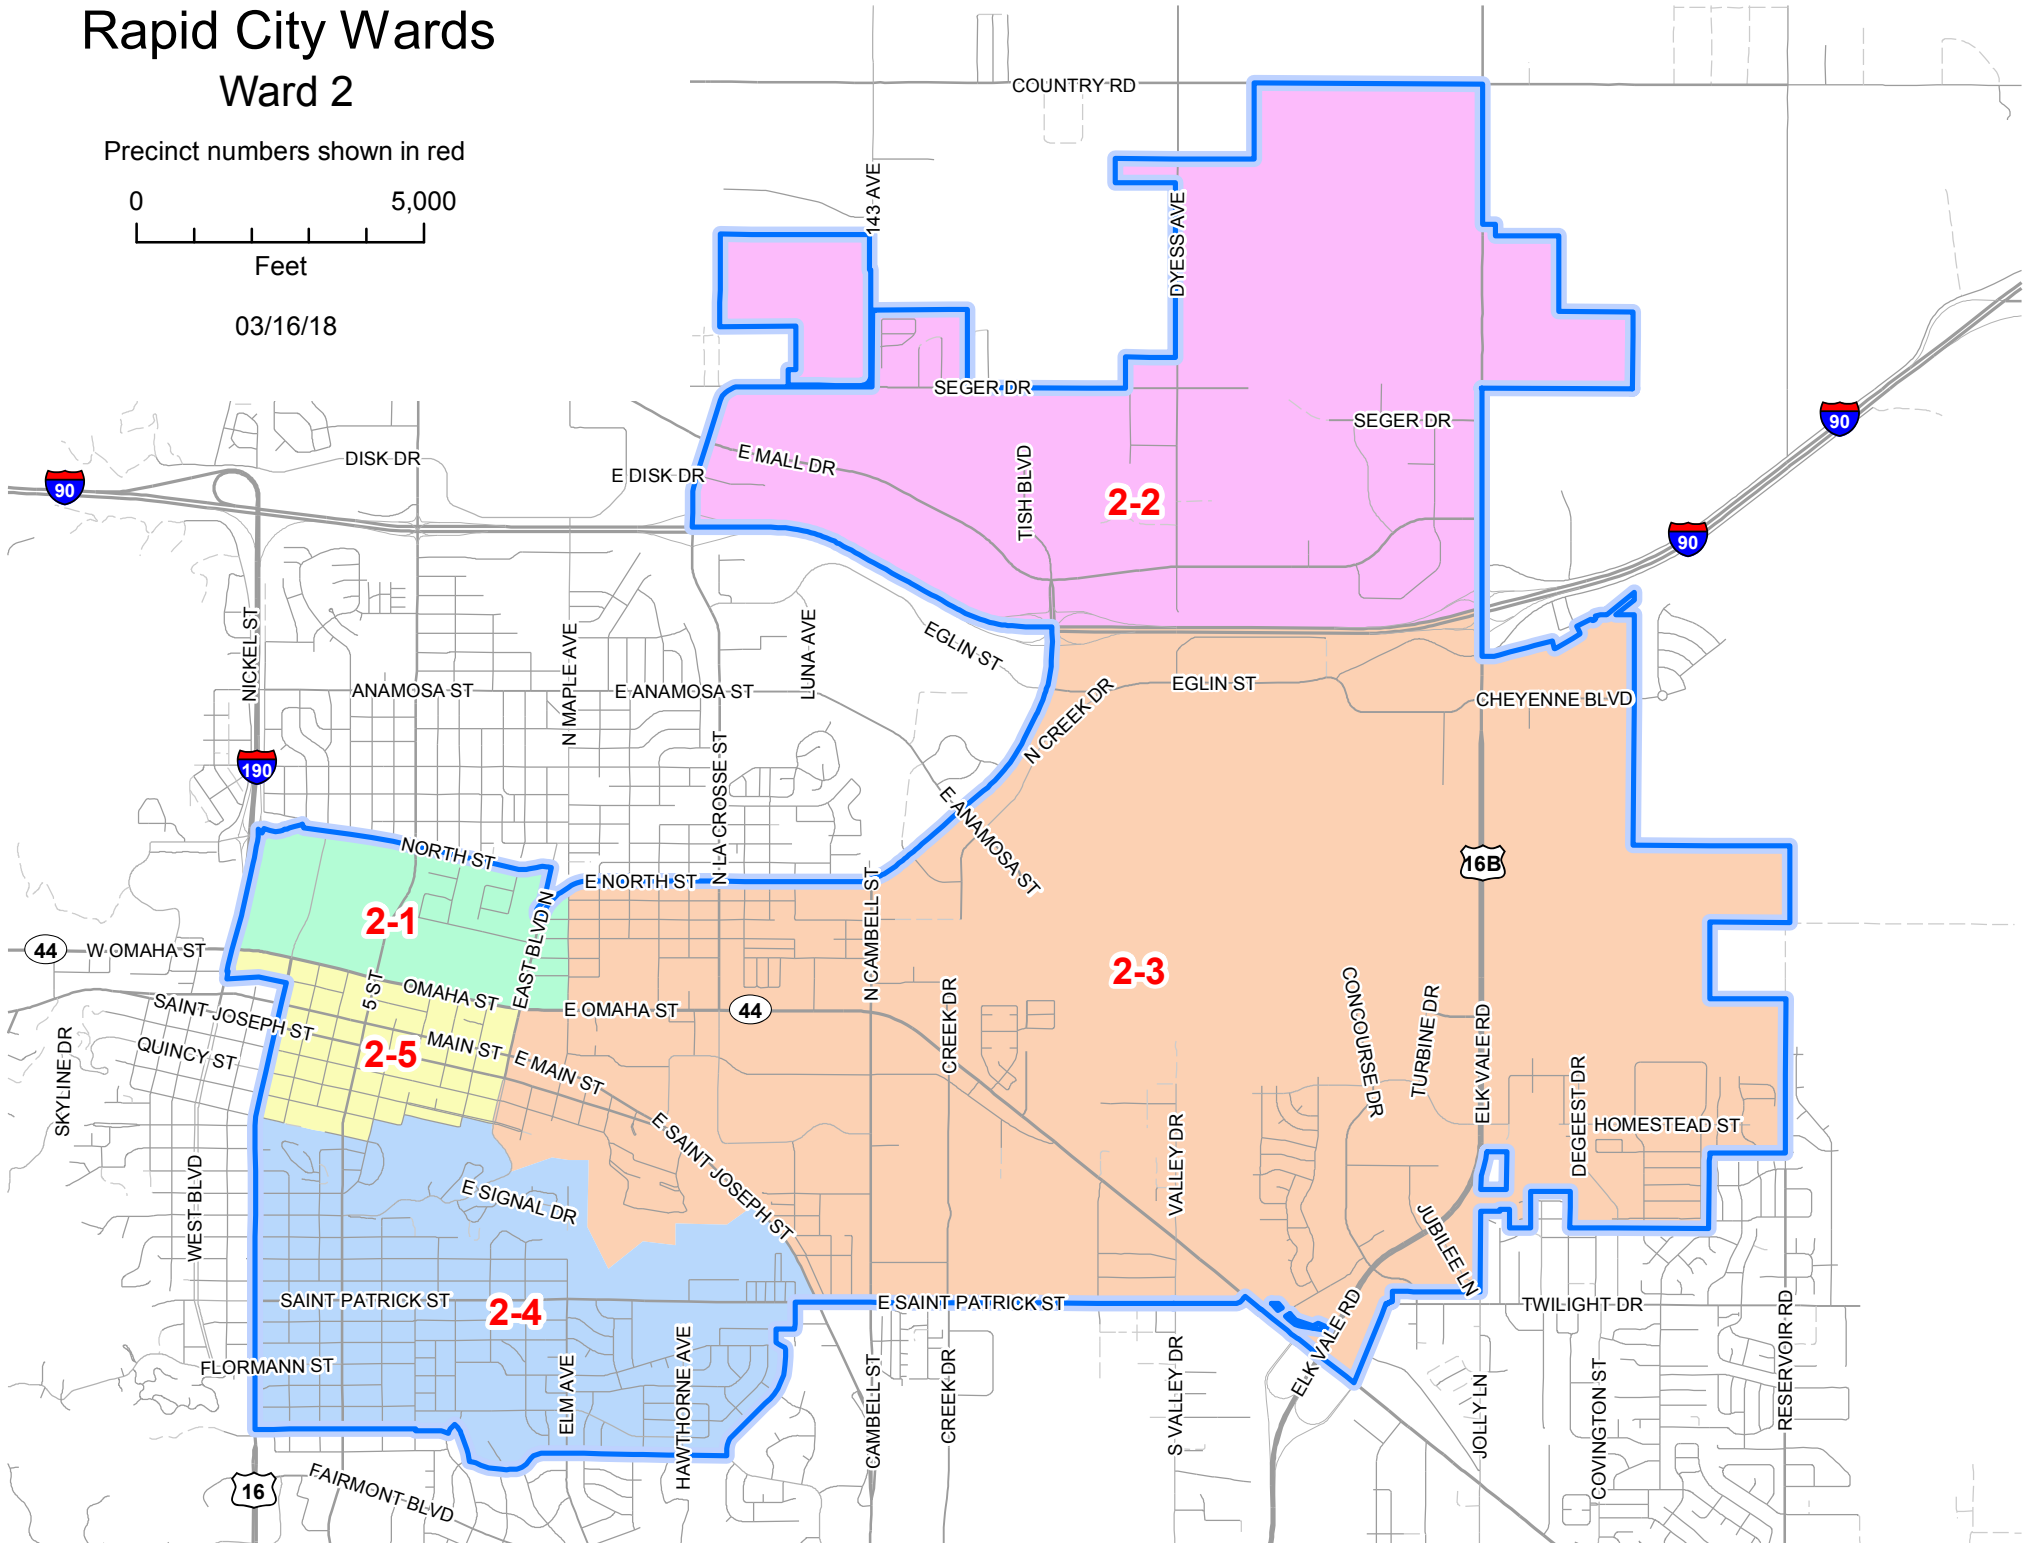 Rapid City Wards
Ward 2
Precinct numbers shown in red
0 5,000
Feet
03/16/18
COUNTRY RD
143 AVE
DYESS AVE
SEGER DR
SEGER DR
90
DISK DR
E DISK DR
E MALL DR
TISH BLVD
90
2-2
90
NICKEL ST
N MAPLE AVE
LUNA AVE
EGLIN ST
ANAMOSA ST
E ANAMOSA ST
EGLIN ST
CHEYENNE BLVD
N CREEK DR
190
N LA CROSSE ST
E ANAMOSA ST
NORTH ST
E NORTH ST
16B
2-1
EAST BLVD N
N CAMBELL ST
44
W OMAHA ST
2-3
5 ST
OMAHA ST
E OMAHA ST
44
CREEK DR
CONCOURSE DR
TURBINE DR
ELK VALE RD
SAINT JOSEPH ST
MAIN ST
QUINCY ST
2-5
E MAIN ST
SKYLINE DR
DEGEEST DR
HOMESTEAD ST
E SAINT JOSEPH ST
VALLEY DR
WEST BLVD
E SIGNAL DR
JUBILEE LN
SAINT PATRICK ST
2-4
E SAINT PATRICK ST
TWILIGHT DR
ELK VALE RD
FLORMANN ST
ELM AVE
HAWTHORNE AVE
CAMBELL ST
CREEK DR
S VALLEY DR
JOLLY LN
COVINGTON ST
RESERVOIR RD
16
FAIRMONT BLVD